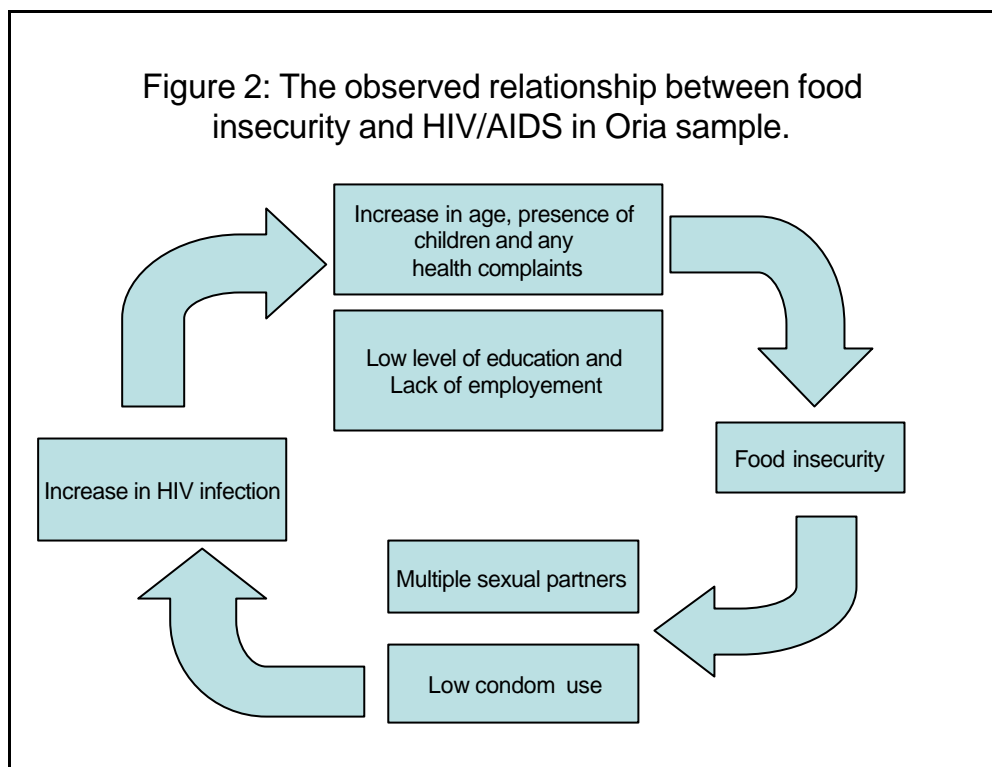 Figure 2: The observed relationship between food
insecurity and HIV/AIDS in Oria sample.
Increase in age, presence of
children and any
health complaints
Low level of education and
Lack of employement
Increase in HIV infection
Food insecurity
Multiple sexual partners
Low condom use